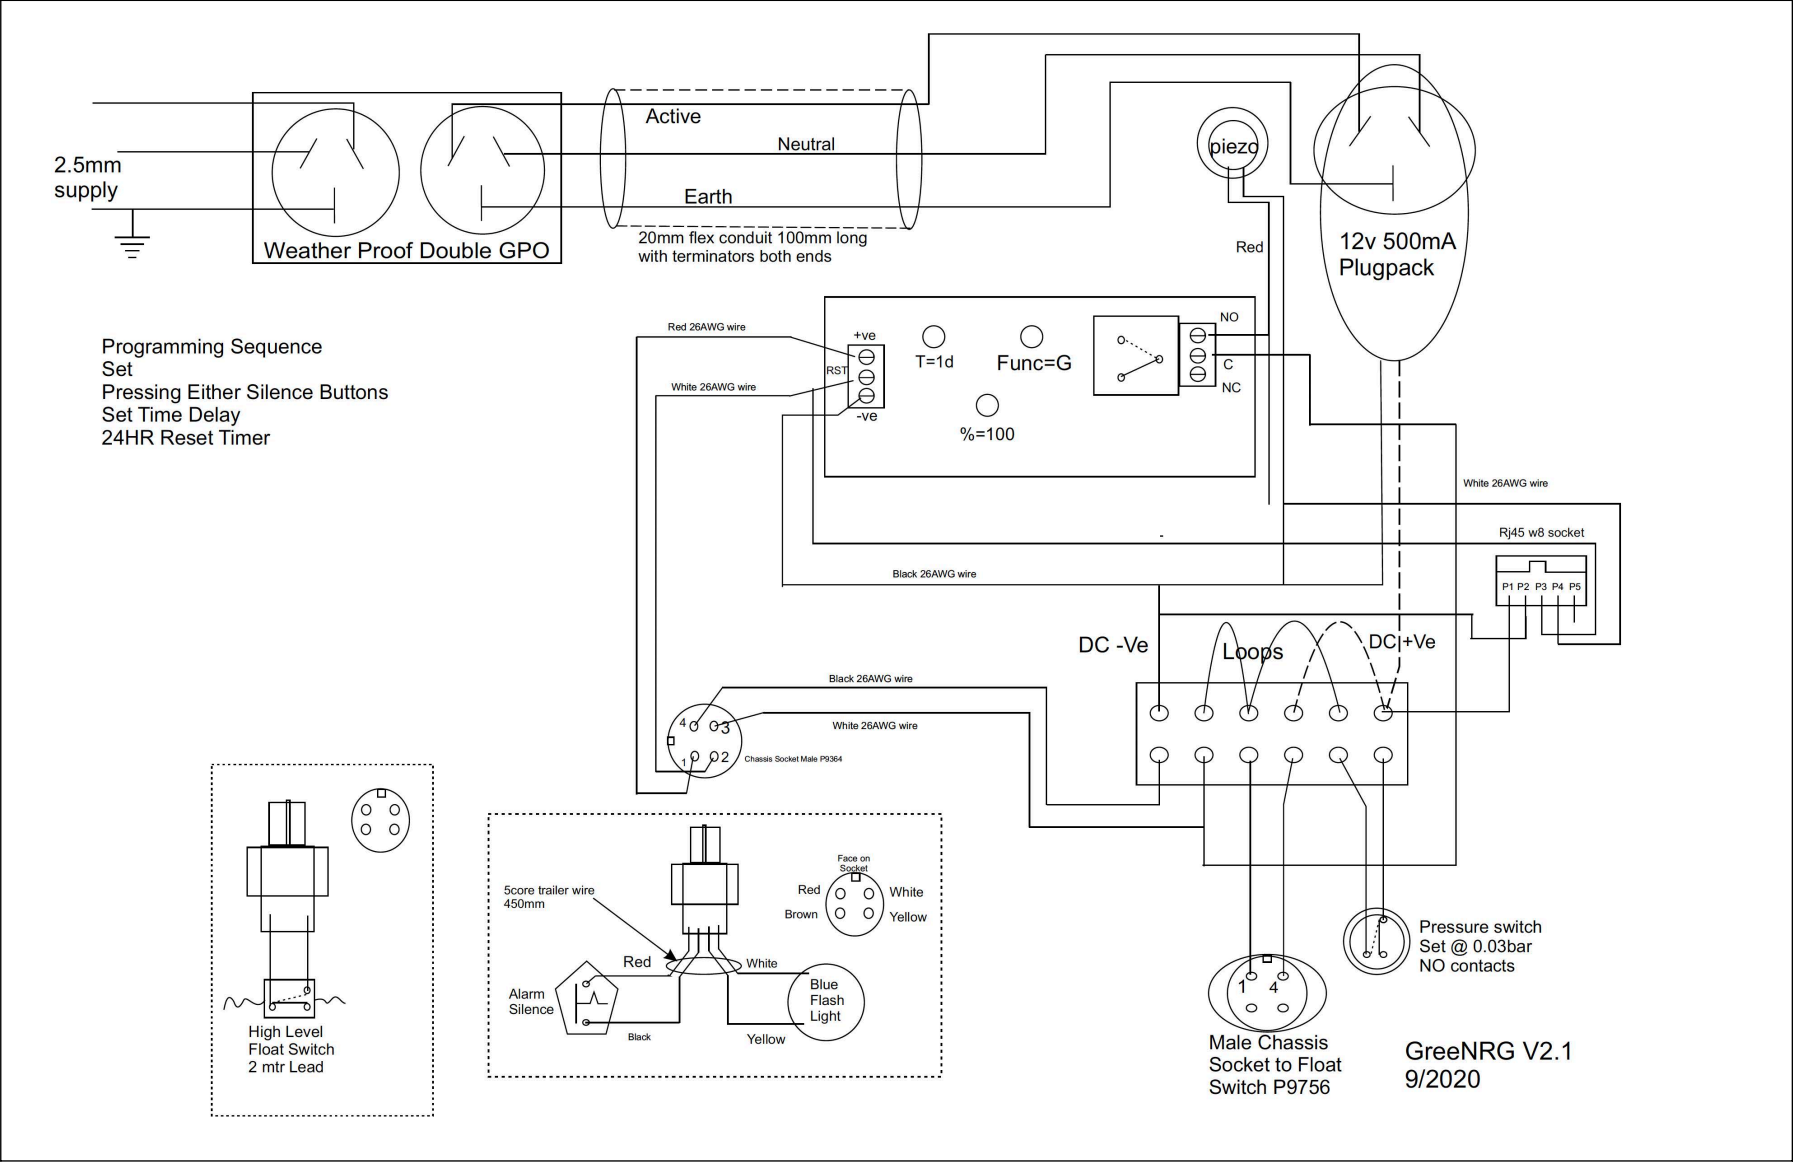 Active
Neutral
Earth
2.5mm
supply
Weather Proof Double GPO
20mm flex conduit 100mm long
with terminators both ends
piezo
Red
12v 500mA
Plugpack
Programming Sequence
Set
Pressing Either Silence Buttons
Set Time Delay
24HR Reset Timer
Red 26AWG wire
White 26AWG wire
+ve
RST
-ve
T=1d
Func=G
%=100
NO
C
NC
White 26AWG wire
Rj45 w8 socket
P1 P2 P3 P4 P5
-
Black 26AWG wire
DC -Ve
Loops
DC +Ve
Black 26AWG wire
White 26AWG wire
4
3
1
2
Chassis Socket Male P9364
High Level
Float Switch
2 mtr Lead
5core trailer wire
450mm
Face on
Socket
Red
White
Brown
Yellow
Red
White
Alarm
Silence
Black
Yellow
Blue
Flash
Light
1
4
Male Chassis
Socket to Float
Switch P9756
Pressure switch
Set @ 0.03bar
NO contacts
GreeNRG V2.1
9/2020